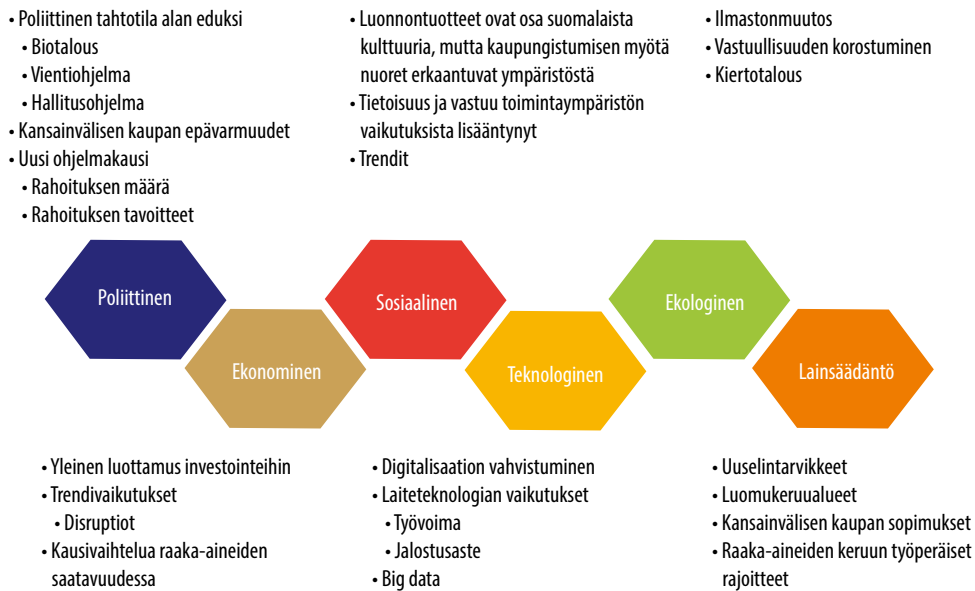 • Poliittinen tahtotila alan eduksi
• Biotalous
• Vientiohjelma
• Hallitusohjelma
• Kansainvälisen kaupan epävarmuudet
• Uusi ohjelmakausi
• Rahoituksen määrä
• Rahoituksen tavoitteet
• Luonnontuotteet ovat osa suomalaista
kulttuuria, mutta kaupungistumisen myötä
nuoret erkaantuvat ympäristöstä
• Tietoisuus ja vastuu toimintaympäristön
vaikutuksista lisääntynyt
• Trendit
• Ilmastonmuutos
• Vastuullisuuden korostuminen
• Kiertotalous
Poliittinen
Ekonominen
Sosiaalinen
Teknologinen
Ekologinen
Lainsäädäntö
• Yleinen luottamus investointeihin
• Trendivaikutukset
• Disruptiot
• Kausivaihtelua raaka-aineiden
saatavuudessa
• Digitalisaation vahvistuminen
• Laiteteknologian vaikutukset
• Työvoima
• Jalostusaste
• Big data
• Uuselintarvikkeet
• Luomukeruualueet
• Kansainvälisen kaupan sopimukset
• Raaka-aineiden keruun työperäiset
rajoitteet